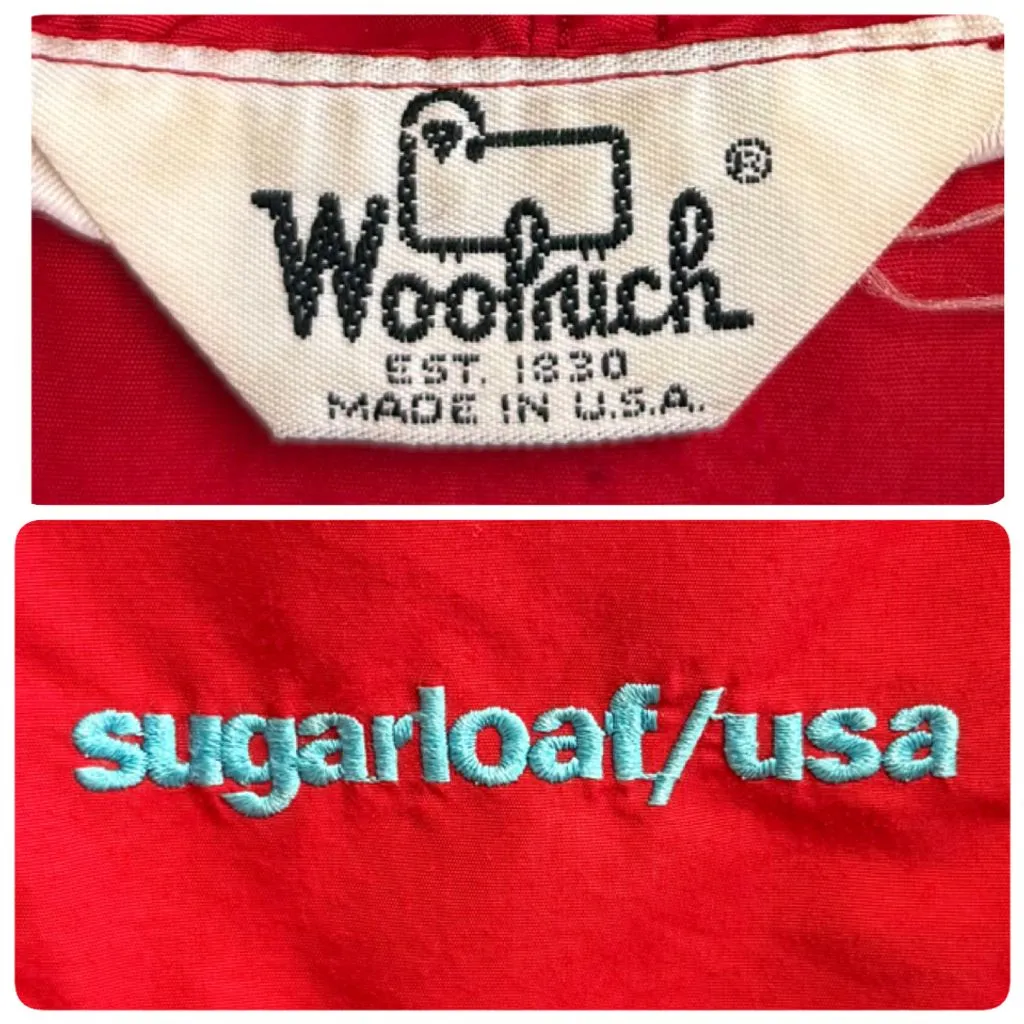 Woolrich ®
EST. 1830
MADE IN U.S.A.
sugarloaf/usa